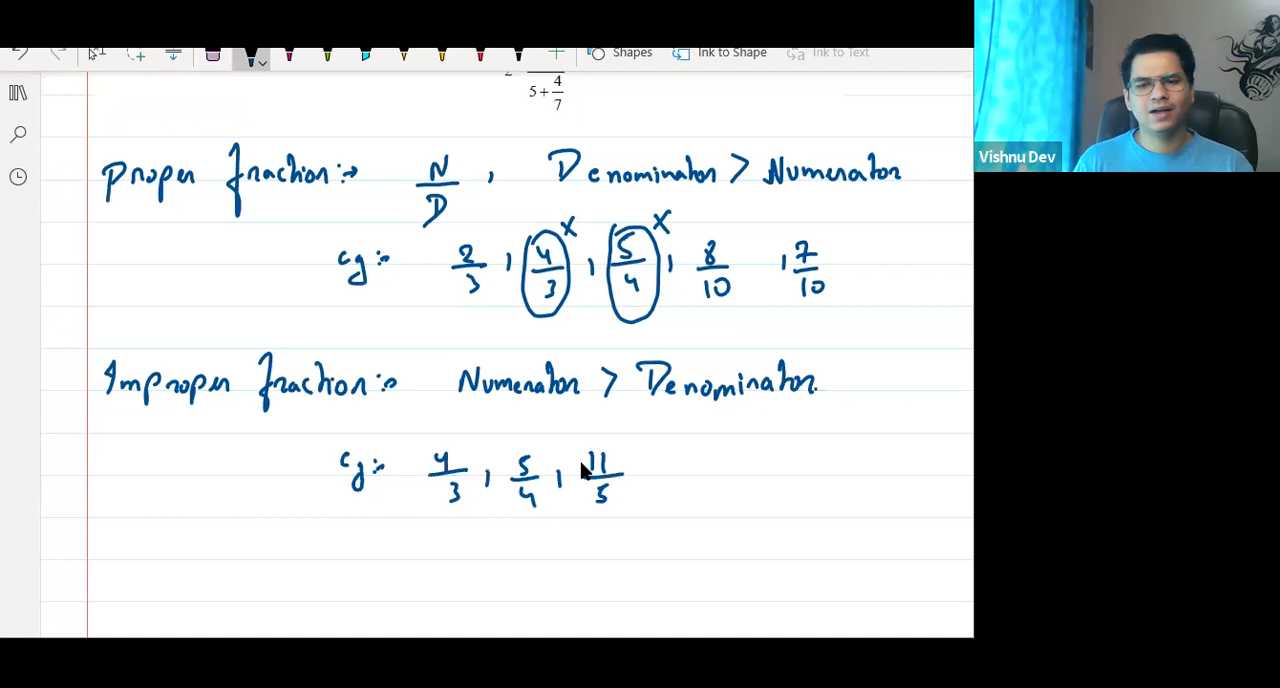 Shapes Ink to Shape Ink to Text
4
5+
7
Vishnu Dev
Proper fraction:→ N/D , Denominator > Numerator
eg:- 2/3 , 4/3 x , 5/4 x , 8/10 , 7/10
Improper fraction:- Numerator > Denominator.
eg:- 4/3 , 5/4 , 11/5